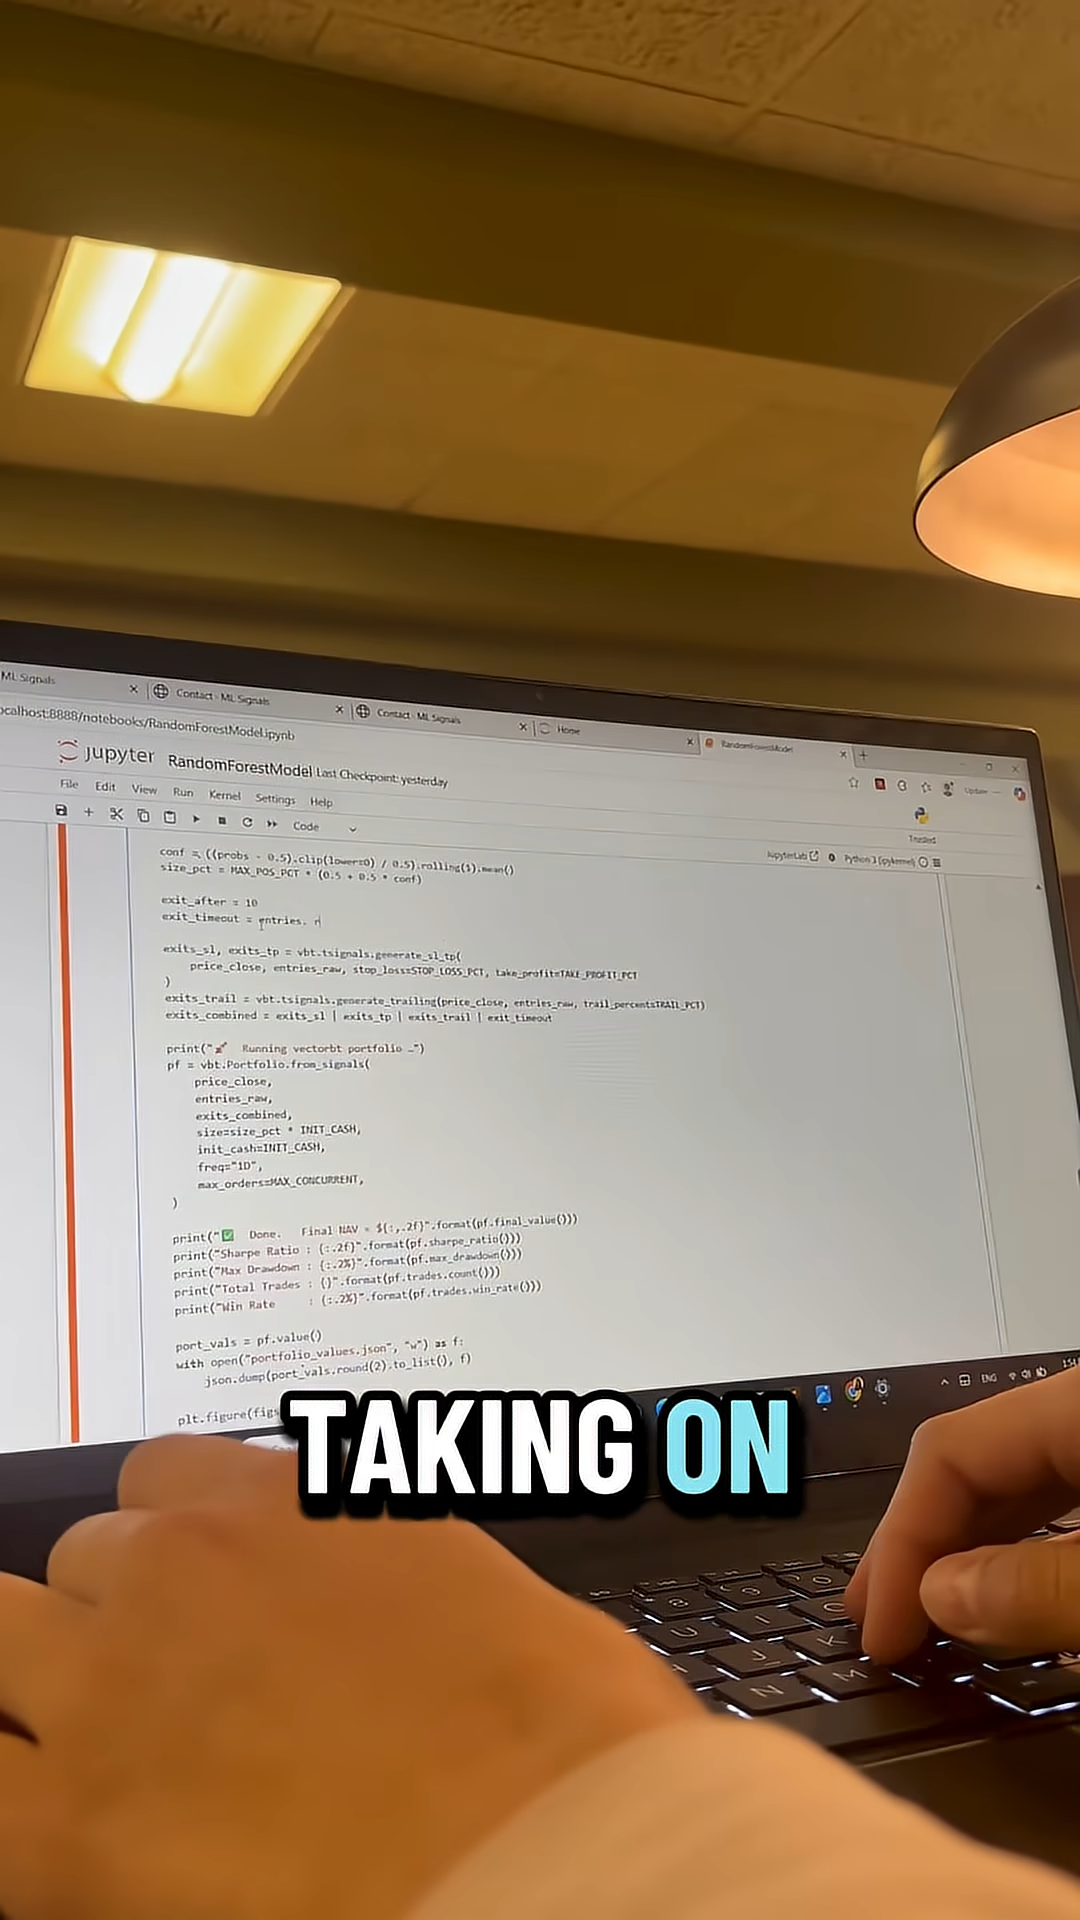 ML Signals
Contact - ML Signals
Contact - ML Signals
Home
RandomForestModel
localhost:8888/notebooks/RandomForestModel.ipynb
jupyter RandomForestModel Last Checkpoint: yesterday
File Edit View Run Kernel Settings Help
Update
Trusted
Code
JupyterLab
Python 3 (ipykernel)
conf = ((probs - 0.5).clip(lower=0) / 0.5).rolling(5).mean()
size_pct = MAX_POS_PCT * (0.5 + 0.5 * conf)
exit_after = 10
exit_timeout = entries. r
exits_sl, exits_tp = vbt.tsignals.generate_sl_tp(
price_close, entries_raw, stop_loss=STOP_LOSS_PCT, take_profit=TAKE_PROFIT_PCT
)
exits_trail = vbt.tsignals.generate_trailing(price_close, entries_raw, trail_percent=TRAIL_PCT)
exits_combined = exits_sl | exits_tp | exits_trail | exit_timeout
print("🚀 Running vectorbt portfolio …")
pf = vbt.Portfolio.from_signals(
price_close,
entries_raw,
exits_combined,
size=size_pct * INIT_CASH,
init_cash=INIT_CASH,
freq="1D",
max_orders=MAX_CONCURRENT,
)
print("✅ Done. Final NAV = ${:,.2f}".format(pf.final_value()))
print("Sharpe Ratio : {:.2f}".format(pf.sharpe_ratio()))
print("Max Drawdown : {:.2%}".format(pf.max_drawdown()))
print("Total Trades : {}".format(pf.trades.count()))
print("Win Rate : {:.2%}".format(pf.trades.win_rate()))
port_vals = pf.value()
with open("portfolio_values.json", "w") as f:
json.dump(port_vals.round(2).to_list(), f)
plt.figure(figs
ENG
TAKING ON
8 9 O
U I O
J K
N M